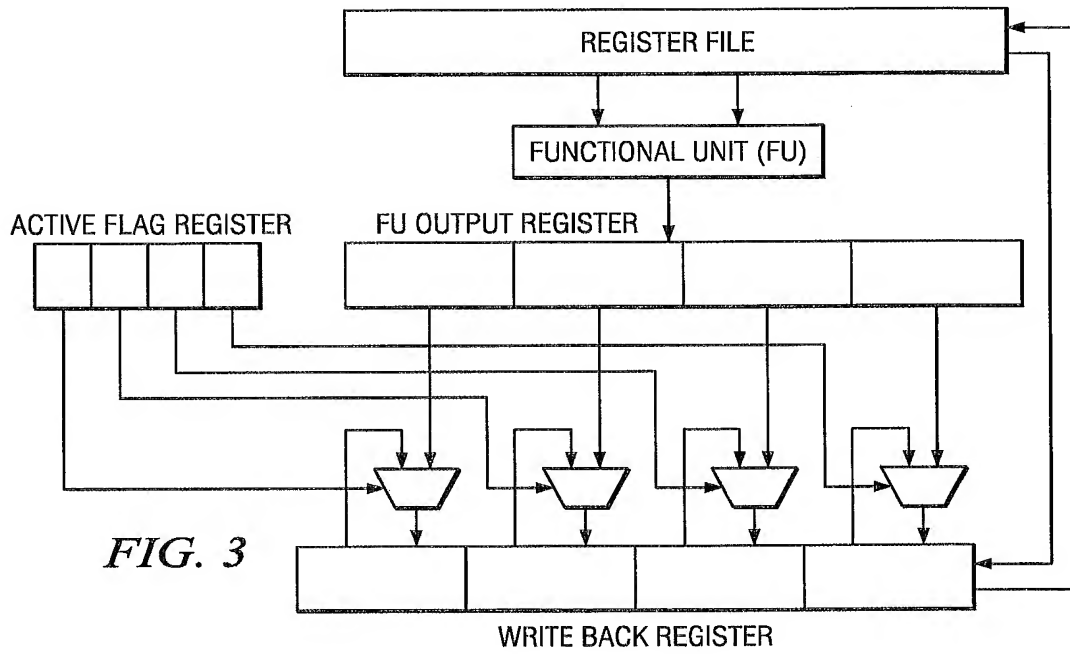 REGISTER FILE
FUNCTIONAL UNIT (FU)
ACTIVE FLAG REGISTER
FU OUTPUT REGISTER
FIG. 3
WRITE BACK REGISTER